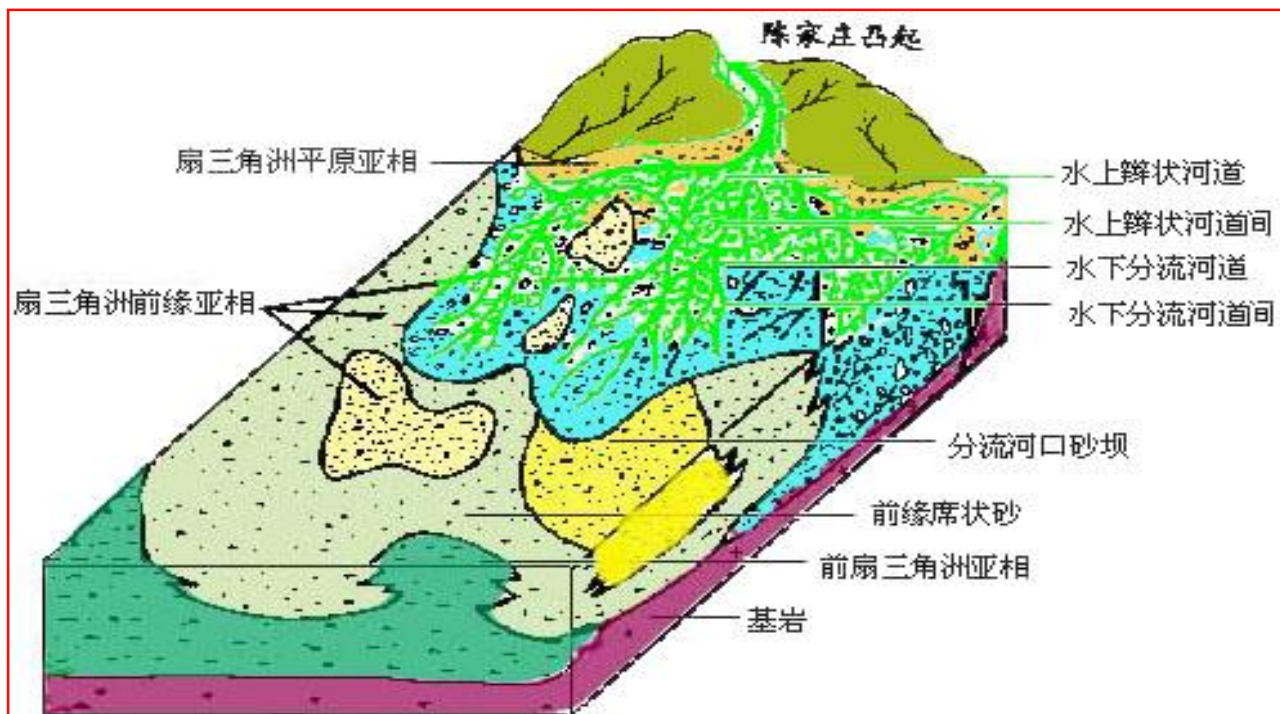 陈家庄凸起
扇三角洲平原亚相
水上辫状河道
水上辫状河道间
水下分流河道
扇三角洲前缘亚相
水下分流河道间
分流河口砂坝
前缘席状砂
前扇三角洲亚相
基岩